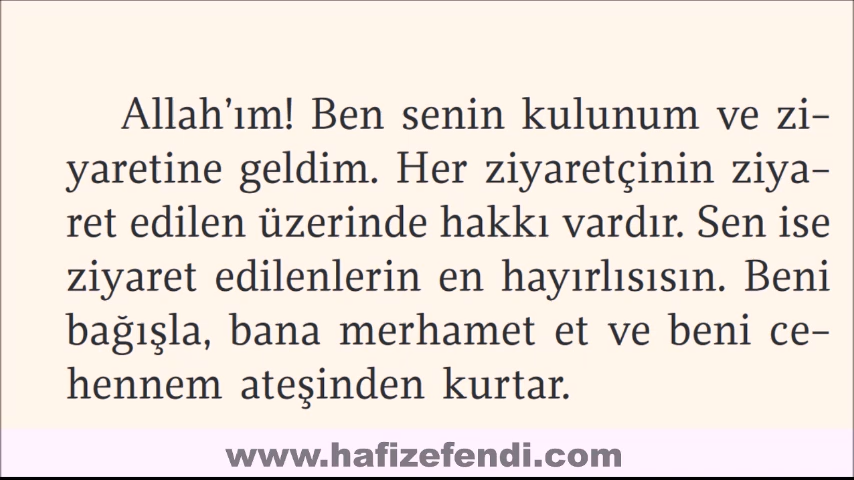 Allah’ım! Ben senin kulunum ve zi-
yaretine geldim. Her ziyaretçinin ziya-
ret edilen üzerinde hakkı vardır. Sen ise
ziyaret edilenlerin en hayırlısısın. Beni
bağışla, bana merhamet et ve beni ce-
hennem ateşinden kurtar.
www.hafizefendi.com